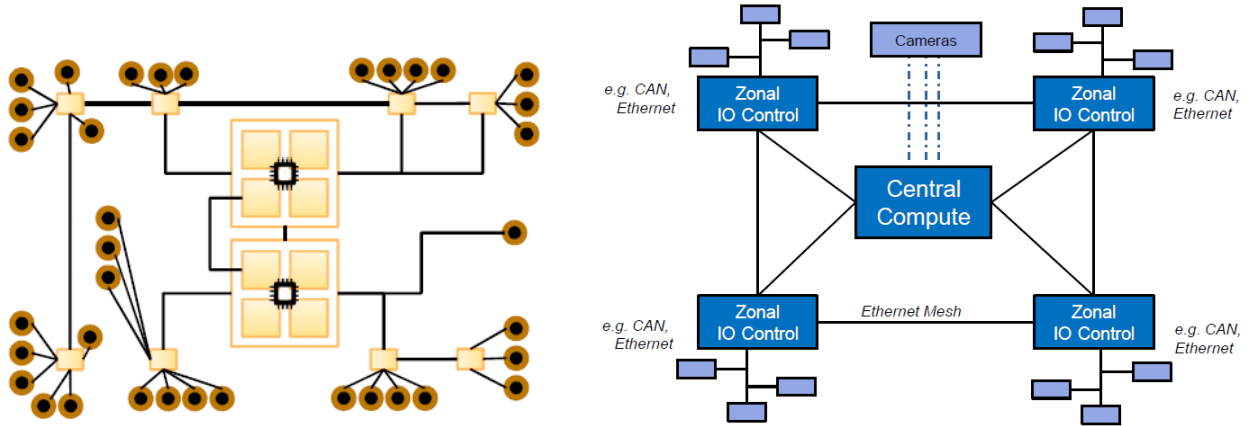 Cameras
e.g. CAN,
Ethernet
Zonal
IO Control
Zonal
IO Control
e.g. CAN,
Ethernet
Central
Compute
e.g. CAN,
Ethernet
Zonal
IO Control
Ethernet Mesh
Zonal
IO Control
e.g. CAN,
Ethernet